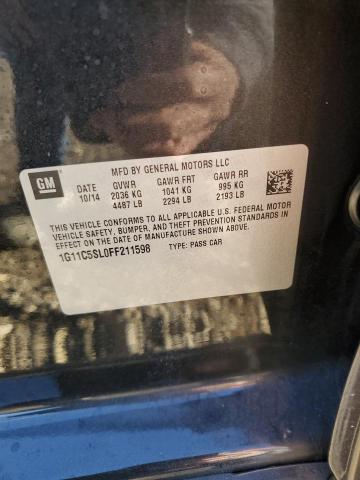 GM
MFD BY GENERAL MOTORS LLC
DATE GVWR GAWR FRT GAWR RR
10/14 2036 KG 1041 KG 995 KG
4487 LB 2294 LB 2193 LB
THIS VEHICLE CONFORMS TO ALL APPLICABLE U.S. FEDERAL MOTOR
VEHICLE SAFETY, BUMPER, AND THEFT PREVENTION STANDARDS IN
EFFECT ON THE DATE OF MANUFACTURE SHOWN ABOVE.
1G11C5SL0FF211598 TYPE: PASS CAR